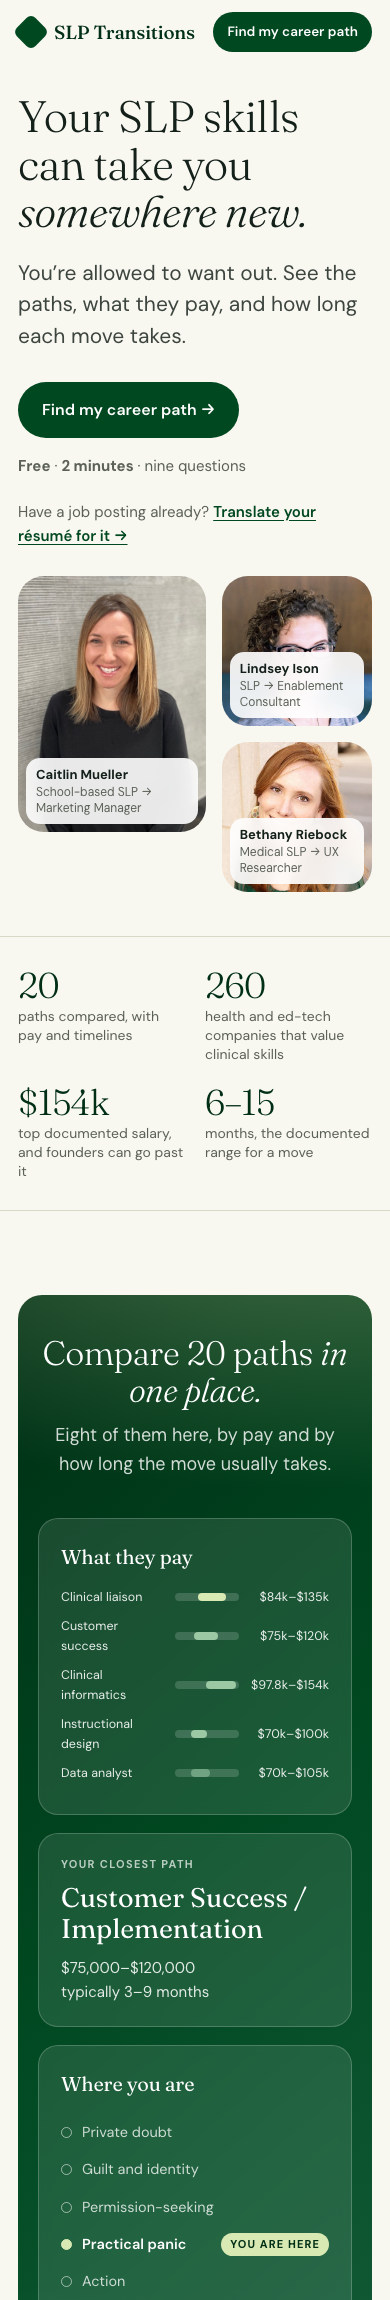 SLP Transitions
Find my career path
Your SLP skills
can take you
somewhere new.
You’re allowed to want out. See the
paths, what they pay, and how long
each move takes.
Find my career path →
Free · 2 minutes · nine questions
Have a job posting already? Translate your
résumé for it →
Caitlin Mueller
School-based SLP →
Marketing Manager
Lindsey Ison
SLP → Enablement
Consultant
Bethany Riebock
Medical SLP → UX
Researcher
20
paths compared, with
pay and timelines
260
health and ed-tech
companies that value
clinical skills
$154k
top documented salary,
and founders can go past
it
6–15
months, the documented
range for a move
Compare 20 paths in
one place.
Eight of them here, by pay and by
how long the move usually takes.
What they pay
Clinical liaison $84k–$135k
Customer
success $75k–$120k
Clinical
informatics $97.8k–$154k
Instructional
design $70k–$100k
Data analyst $70k–$105k
YOUR CLOSEST PATH
Customer Success /
Implementation
$75,000–$120,000
typically 3–9 months
Where you are
Private doubt
Guilt and identity
Permission-seeking
Practical panic YOU ARE HERE
Action